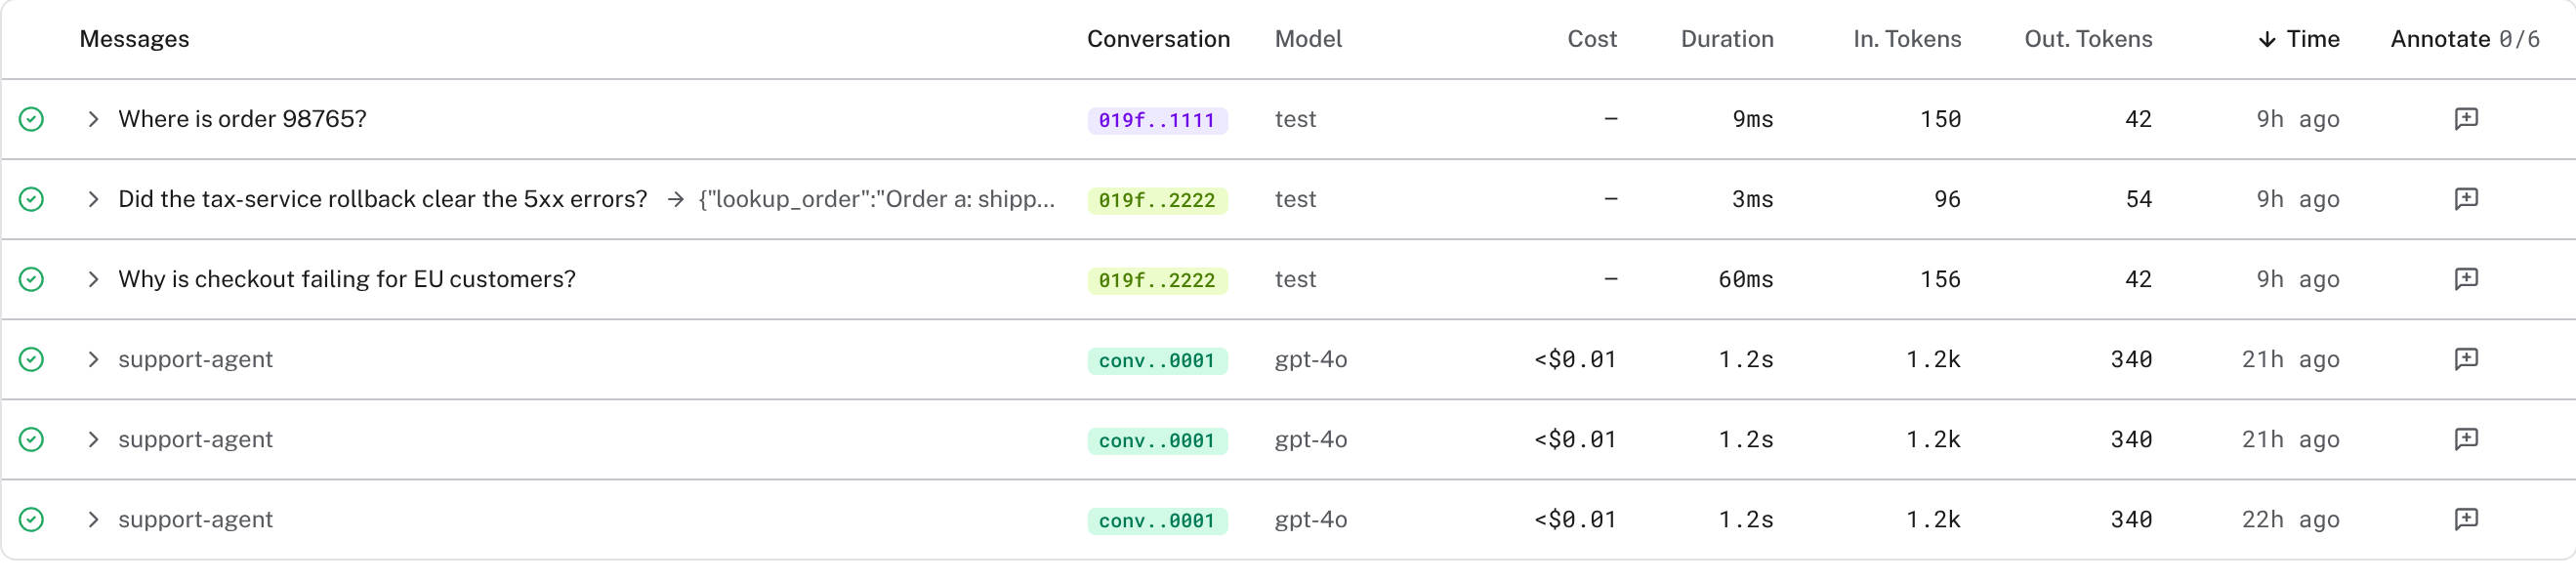 Messages Conversation Model Cost Duration In. Tokens Out. Tokens ↓ Time Annotate 0/6
Where is order 98765? 019f..1111 test – 9ms 150 42 9h ago
Did the tax-service rollback clear the 5xx errors? → {"lookup_order":"Order a: shipp... 019f..2222 test – 3ms 96 54 9h ago
Why is checkout failing for EU customers? 019f..2222 test – 60ms 156 42 9h ago
support-agent conv..0001 gpt-4o <$0.01 1.2s 1.2k 340 21h ago
support-agent conv..0001 gpt-4o <$0.01 1.2s 1.2k 340 21h ago
support-agent conv..0001 gpt-4o <$0.01 1.2s 1.2k 340 22h ago